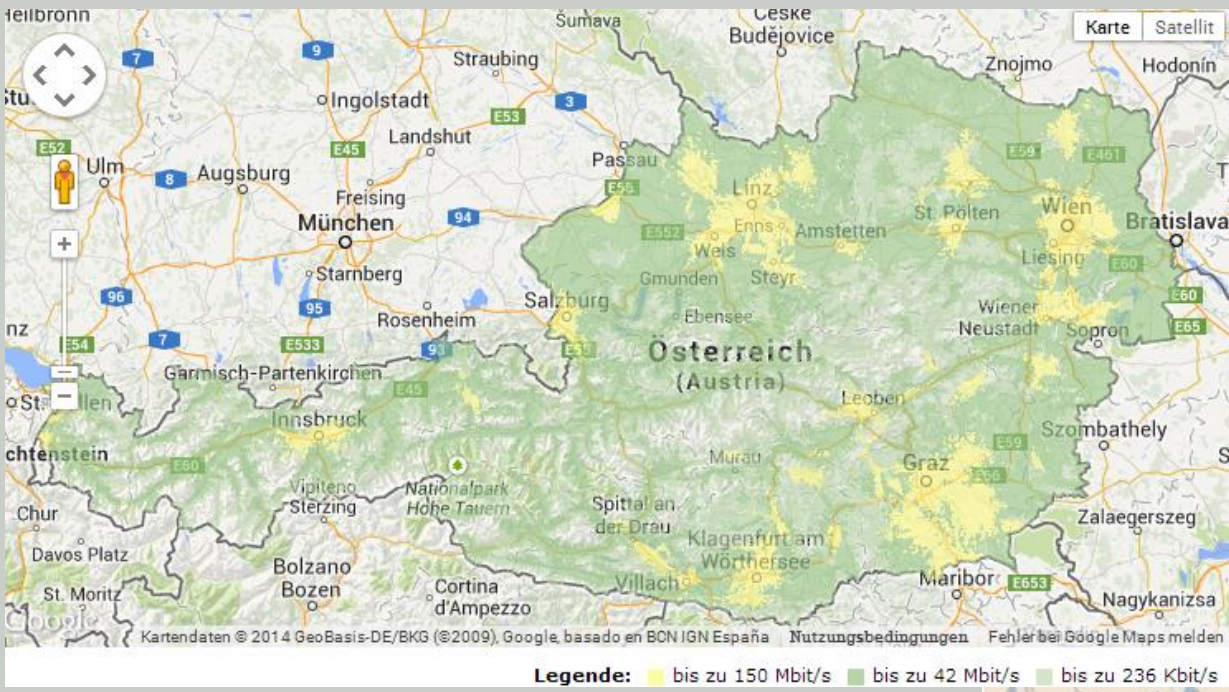 Heilbronn
Šumava
České
Budějovice
Karte Satellit
Straubing
Znojmo
Hodonín
7
9
3
Ingolstadt
E53
Landshut
E52
E45
Ulm
8
Augsburg
Freising
Passau
E56
E59
E461
Linz
St. Pölten
Wien
Bratislava
München
94
E552
Enns
Amstetten
Wels
Liesing
E60
Starnberg
Gmunden
Steyr
96
95
Salzburg
Ebensee
Wiener
Neustadt
E60
Rosenheim
Sopron
E65
nz
E54
7
E533
93
E55
Österreich
(Austria)
Garmisch-Partenkirchen
E45
St. Gallen
Leoben
Innsbruck
Szombathely
chtenstein
E60
E59
Murau
Graz
E66
Vipiteno
Sterzing
Nationalpark
Hohe Tauern
Spittal an
der Drau
Chur
Klagenfurt am
Wörthersee
Zalaegerszeg
Davos Platz
Bolzano
Bozen
Villach
Maribor
E653
St. Moritz
Cortina
d'Ampezzo
Nagykanizsa
Google
Kartendaten © 2014 GeoBasis-DE/BKG (©2009), Google, basado en BCN IGN España Nutzungsbedingungen Fehler bei Google Maps melden
Legende: bis zu 150 Mbit/s bis zu 42 Mbit/s bis zu 236 Kbit/s